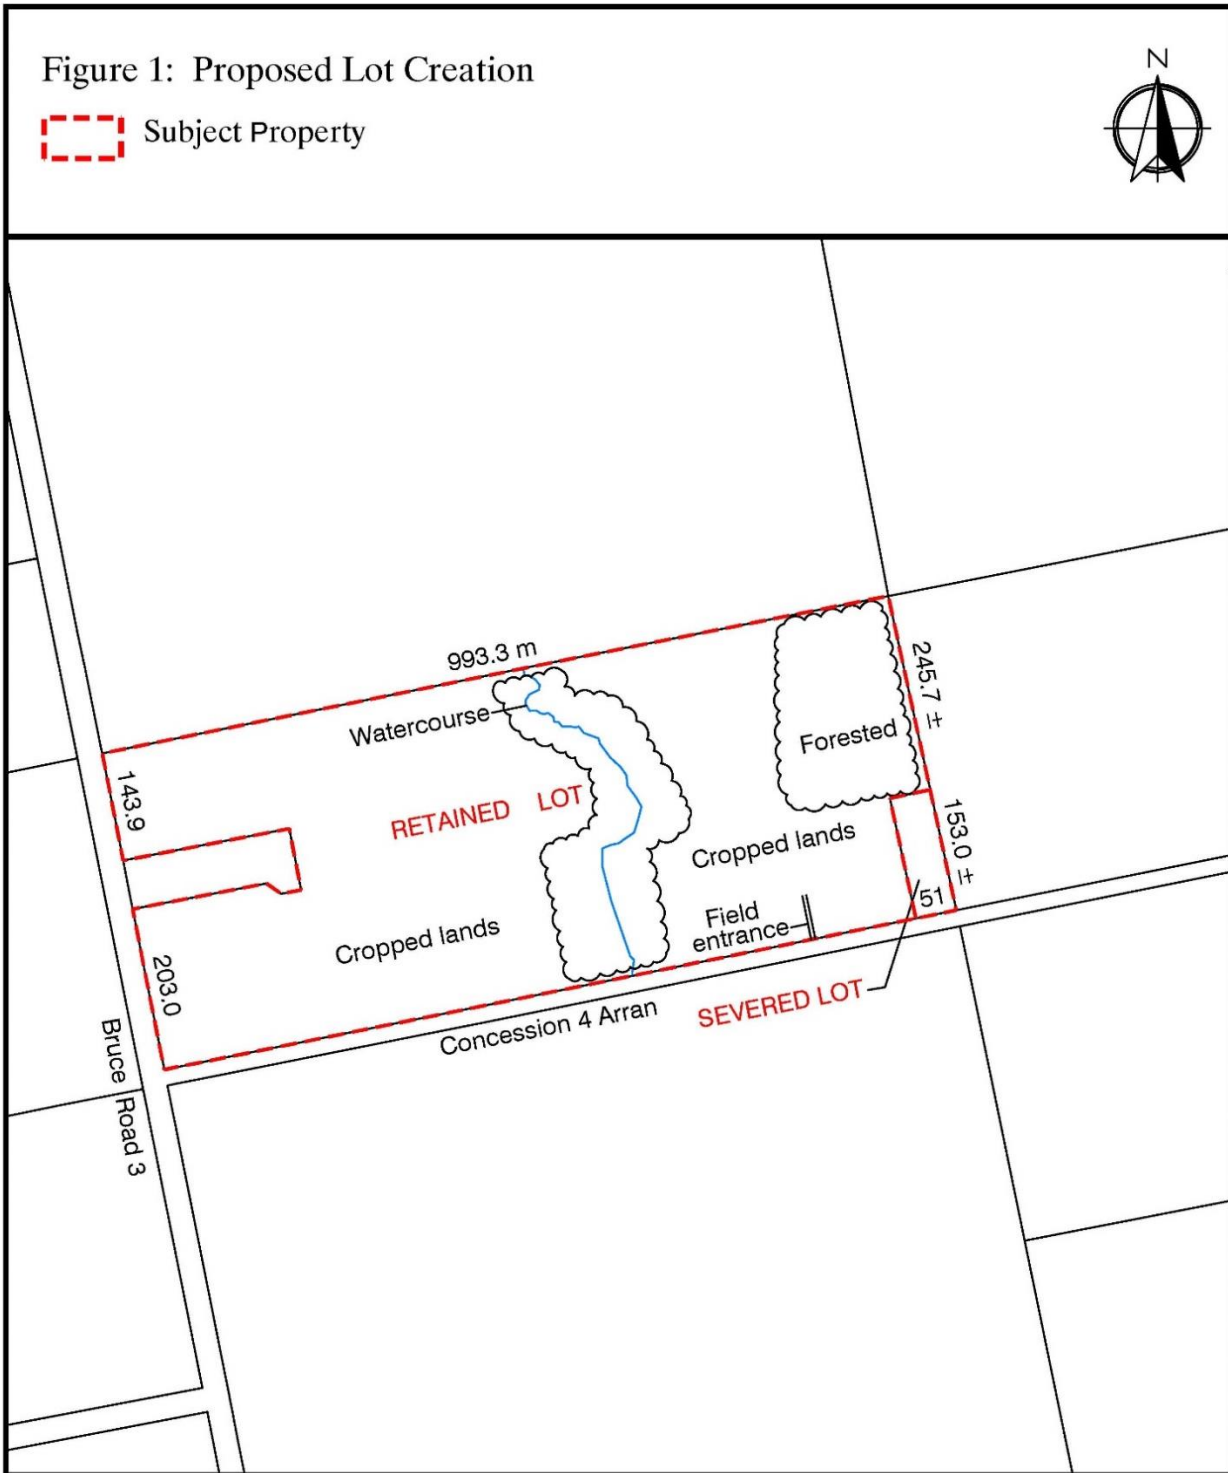 Figure 1: Proposed Lot Creation
N
Subject Property
993.3 m
Watercourse
245.7 ±
Forested
143.9
RETAINED LOT
153.0 ±
Cropped lands
51
Field
entrance
Cropped lands
203.0
SEVERED LOT
Concession 4 Arran
Bruce Road 3